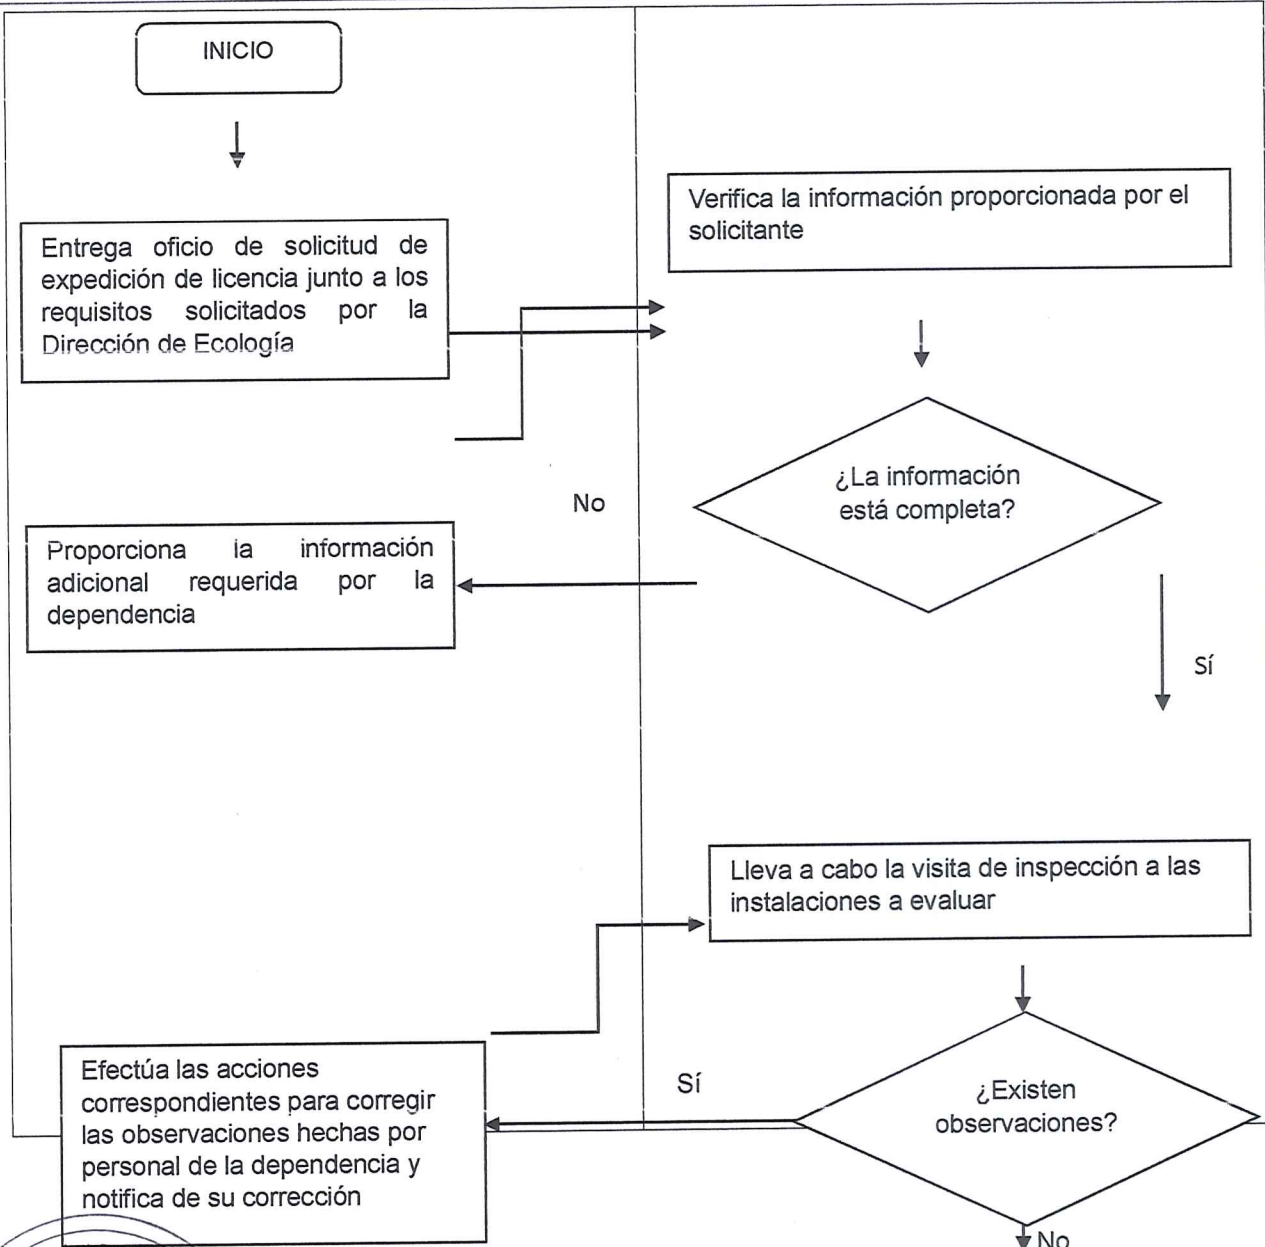 INICIO
Entrega oficio de solicitud de
expedición de licencia junto a los
requisitos solicitados por la
Dirección de Ecología
Verifica la información proporcionada por el
solicitante
¿La información
está completa?
No
Proporciona la información
adicional requerida por la
dependencia
Sí
Lleva a cabo la visita de inspección a las
instalaciones a evaluar
¿Existen
observaciones?
Sí
Efectúa las acciones
correspondientes para corregir
las observaciones hechas por
personal de la dependencia y
notifica de su corrección
No